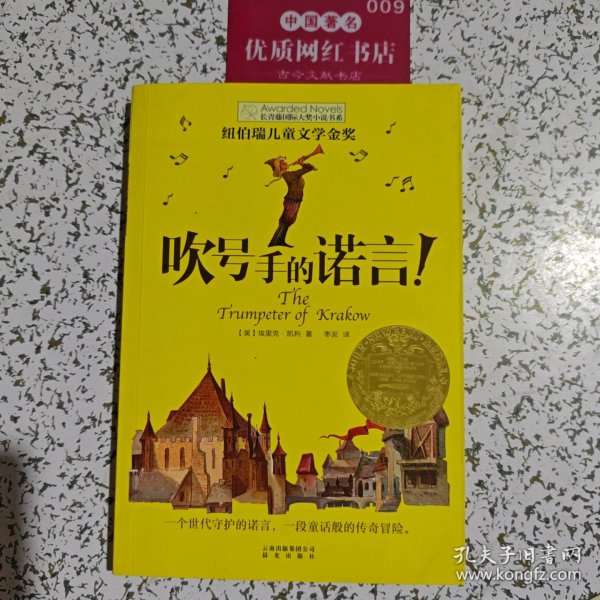 009
中国著名
优质网红书店
古今文献书店
Awarded Novels
长青藤国际大奖小说书系
纽伯瑞儿童文学金奖
吹号手的诺言!
The
Trumpeter of Krakow
【美】埃里克·凯利 著 枣泥 译
一个世代守护的诺言，一段童话般的传奇冒险。
云南出版集团公司
晨光出版社
孔夫子旧书网
www.kongfz.com